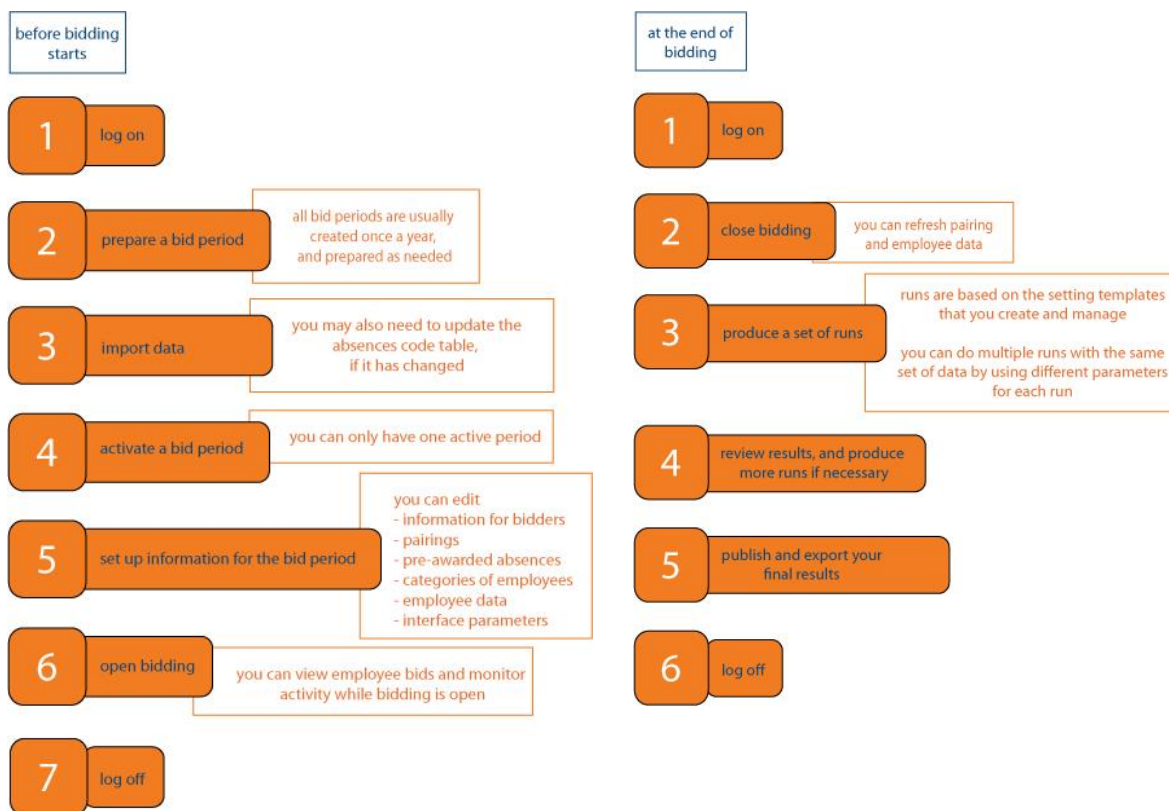 before bidding
starts
1
log on
2
prepare a bid period
all bid periods are usually
created once a year,
and prepared as needed
3
import data
you may also need to update the
absences code table,
if it has changed
4
activate a bid period
you can only have one active period
5
set up information for the bid period
you can edit
- information for bidders
- pairings
- pre-awarded absences
- categories of employees
- employee data
- interface parameters
6
open bidding
you can view employee bids and monitor
activity while bidding is open
7
log off
at the end of
bidding
1
log on
2
close bidding
you can refresh pairing
and employee data
3
produce a set of runs
runs are based on the setting templates
that you create and manage
you can do multiple runs with the same
set of data by using different parameters
for each run
4
review results, and produce
more runs if necessary
5
publish and export your
final results
6
log off